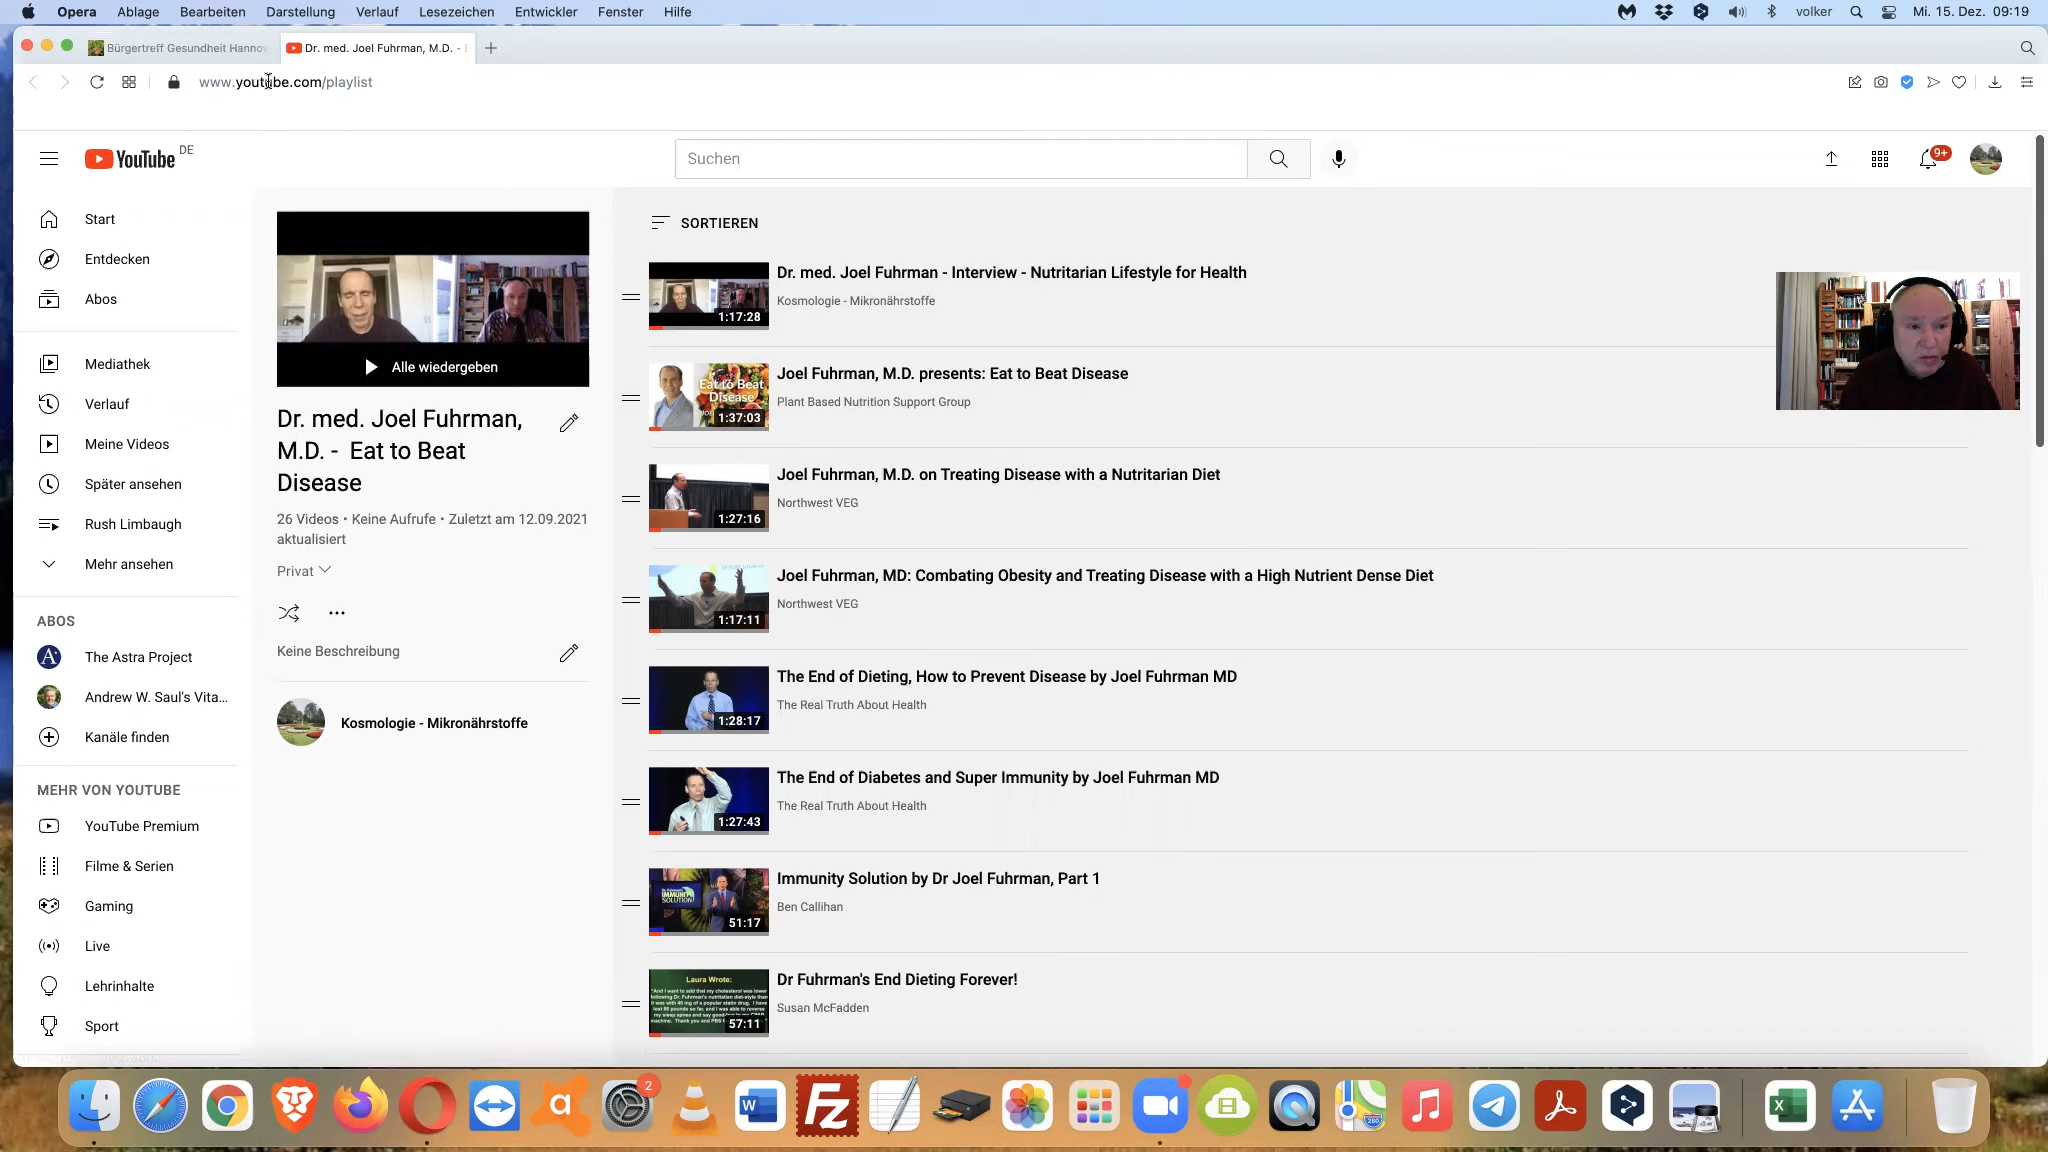 Opera Ablage Bearbeiten Darstellung Verlauf Lesezeichen Entwickler Fenster Hilfe volker Mi. 15. Dez. 09:19
Bürgertreff Gesundheit Hannov
Dr. med. Joel Fuhrman, M.D. - E
www.youtube.com/playlist
YouTube DE
Suchen
9+
Start
Entdecken
Abos
Mediathek
Verlauf
Meine Videos
Später ansehen
Rush Limbaugh
Mehr ansehen
ABOS
The Astra Project
Andrew W. Saul's Vita...
Kanäle finden
MEHR VON YOUTUBE
YouTube Premium
Filme & Serien
Gaming
Live
Lehrinhalte
Sport
Alle wiedergeben
Dr. med. Joel Fuhrman,
M.D. - Eat to Beat
Disease
26 Videos • Keine Aufrufe • Zuletzt am 12.09.2021
aktualisiert
Privat
Keine Beschreibung
Kosmologie - Mikronährstoffe
SORTIEREN
1:17:28
Dr. med. Joel Fuhrman - Interview - Nutritarian Lifestyle for Health
Kosmologie - Mikronährstoffe
Eat to Beat
Disease
1:37:03
Joel Fuhrman, M.D. presents: Eat to Beat Disease
Plant Based Nutrition Support Group
1:27:16
Joel Fuhrman, M.D. on Treating Disease with a Nutritarian Diet
Northwest VEG
1:17:11
Joel Fuhrman, MD: Combating Obesity and Treating Disease with a High Nutrient Dense Diet
Northwest VEG
1:28:17
The End of Dieting, How to Prevent Disease by Joel Fuhrman MD
The Real Truth About Health
1:27:43
The End of Diabetes and Super Immunity by Joel Fuhrman MD
The Real Truth About Health
IMMUNITY
SOLUTION
51:17
Immunity Solution by Dr Joel Fuhrman, Part 1
Ben Callihan
Laura Wrote:
57:11
Dr Fuhrman's End Dieting Forever!
Susan McFadden
2
W
Fz
a
280
X